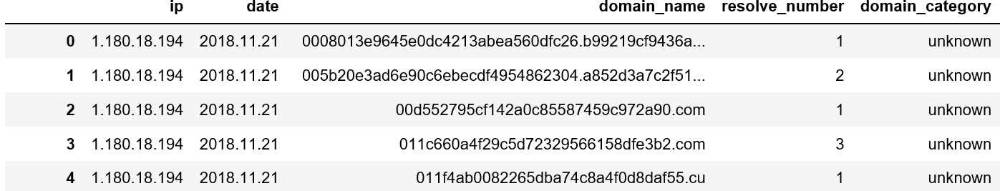 ip date domain_name resolve_number domain_category
0 1.180.18.194 2018.11.21 0008013e9645e0dc4213abea560dfc26.b99219cf9436a... 1 unknown
1 1.180.18.194 2018.11.21 005b20e3ad6e90c6ebecdf4954862304.a852d3a7c2f51... 2 unknown
2 1.180.18.194 2018.11.21 00d552795cf142a0c85587459c972a90.com 1 unknown
3 1.180.18.194 2018.11.21 011c660a4f29c5d72329566158dfe3b2.com 3 unknown
4 1.180.18.194 2018.11.21 011f4ab0082265dba74c8a4f0d8daf55.cu 1 unknown